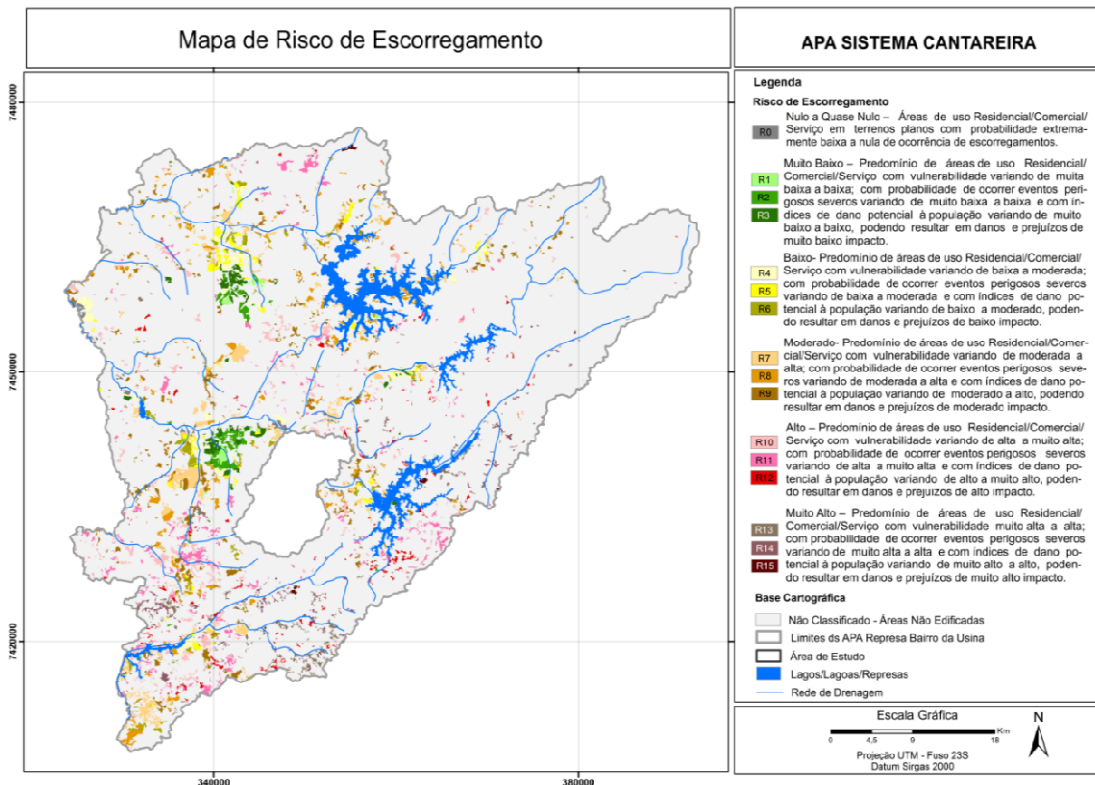 Mapa de Risco de Escorregamento
APA SISTEMA CANTAREIRA
7480000
7450000
7420000
340000
380000
Legenda
Risco de Escorregamento
Nulo a Quase Nulo – Áreas de uso Residencial/Comercial/
R0 Serviço em terrenos planos com probabilidade extrema-
mente baixa a nula de ocorrência de escorregamentos.
Muito Baixo – Predomínio de áreas de uso Residencial/
R1 Comercial/Serviço com vulnerabilidade variando de muita
R2 baixa a baixa; com probabilidade de ocorrer eventos peri-
gosos severos variando de muito baixa a baixa e com ín-
R3 dices de dano potencial à população variando de muito
baixo a baixo, podendo resultar em danos e prejuízos de
muito baixo impacto.
Baixo- Predomínio de áreas de uso Residencial/Comercial/
R4 Serviço com vulnerabilidade variando de baixa a moderada;
R5 com probabilidade de ocorrer eventos perigosos severos
variando de baixa a moderada e com índices de dano po-
R6 tencial à população variando de baixo a moderado, poden-
do resultar em danos e prejuízos de baixo impacto.
Moderado- Predomínio de áreas de uso Residencial/Comer-
R7 cial/Serviço com vulnerabilidade variando de moderada a
R8 alta; com probabilidade de ocorrer eventos perigosos seve-
ros variando de moderada a alta e com índices de dano po-
R9 tencial à população variando de moderado a alto, podendo
resultar em danos e prejuízos de moderado impacto.
Alto – Predomínio de áreas de uso Residencial/Comercial/
R10 Serviço com vulnerabilidade variando de alta a muito alta;
R11 com probabilidade de ocorrer eventos perigosos severos
variando de alta a muito alta e com índices de dano po-
R12 tencial à população variando de alto a muito alto, poden-
do resultar em danos e prejuízos de alto impacto.
Muito Alto – Predomínio de áreas de uso Residencial/
R13 Comercial/Serviço com vulnerabilidade muito alta a alta;
R14 com probabilidade de ocorrer eventos perigosos severos
variando de muito alta a alta e com índices de dano po-
R15 tencial à população variando de muito alto a alto, poden-
do resultar em danos e prejuízos de muito alto impacto.
Base Cartográfica
Não Classificado - Áreas Não Edificadas
Limites ds APA Represa Bairro da Usina
Área de Estudo
Lagos/Lagoas/Represas
Rede de Drenagem
Escala Gráfica
N
Km
0 4,5 9 18
Projeção UTM - Fuso 23S
Datum Sirgas 2000